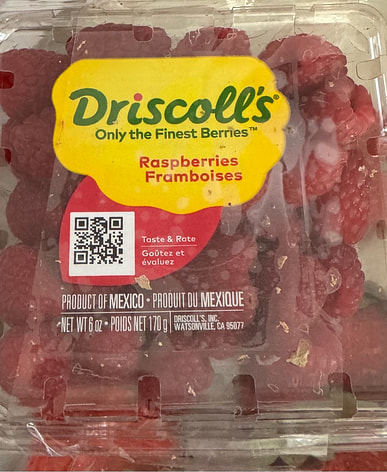 Driscoll's®
Only the Finest Berries™
Raspberries
Framboises
Taste & Rate
Goûtez et
évaluez
PRODUCT OF MEXICO • PRODUIT DU MEXIQUE
NET WT 6 oz • POIDS NET 170 g
DRISCOLL'S, INC.
WATSONVILLE, CA 95077